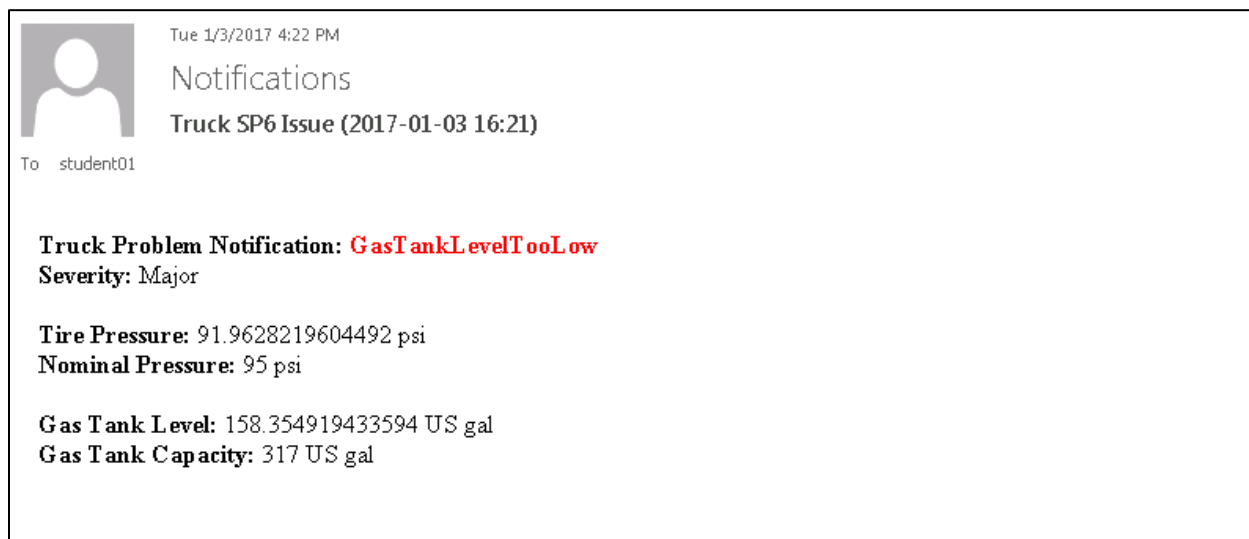 Tue 1/3/2017 4:22 PM
Notifications
Truck SP6 Issue (2017-01-03 16:21)
To student01
Truck Problem Notification: GasTankLevelTooLow
Severity: Major
Tire Pressure: 91.9628219604492 psi
Nominal Pressure: 95 psi
Gas Tank Level: 158.354919433594 US gal
Gas Tank Capacity: 317 US gal